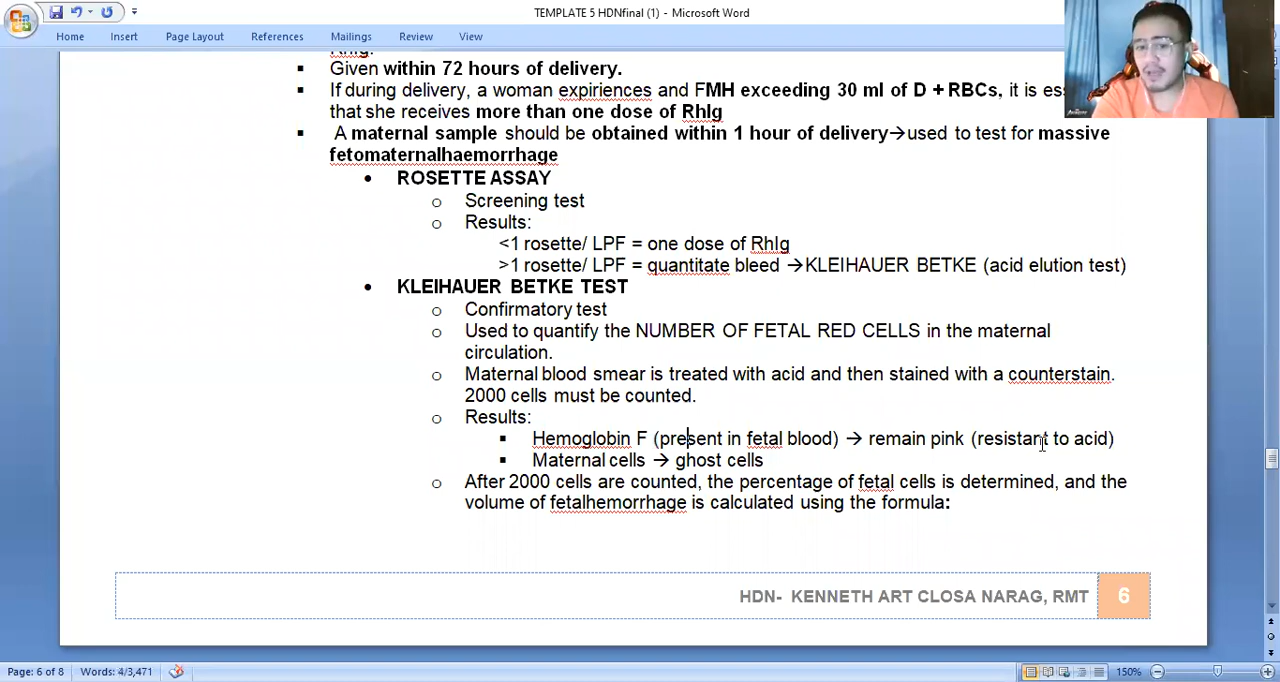 TEMPLATE 5 HDNfinal (1) - Microsoft Word
Home Insert Page Layout References Mailings Review View
RhIg.
▪ Given within 72 hours of delivery.
▪ If during delivery, a woman expiriences and FMH exceeding 30 ml of D + RBCs, it is es
that she receives more than one dose of RhIg
▪ A maternal sample should be obtained within 1 hour of delivery→used to test for massive
fetomaternalhaemorrhage
• ROSETTE ASSAY
o Screening test
o Results:
<1 rosette/ LPF = one dose of RhIg
>1 rosette/ LPF = quantitate bleed →KLEIHAUER BETKE (acid elution test)
• KLEIHAUER BETKE TEST
o Confirmatory test
o Used to quantify the NUMBER OF FETAL RED CELLS in the maternal
circulation.
o Maternal blood smear is treated with acid and then stained with a counterstain.
2000 cells must be counted.
o Results:
▪ Hemoglobin F (present in fetal blood) → remain pink (resistant to acid)
▪ Maternal cells → ghost cells
o After 2000 cells are counted, the percentage of fetal cells is determined, and the
volume of fetalhemorrhage is calculated using the formula:
HDN- KENNETH ART CLOSA NARAG, RMT 6
Page: 6 of 8 Words: 4/3,471 150%